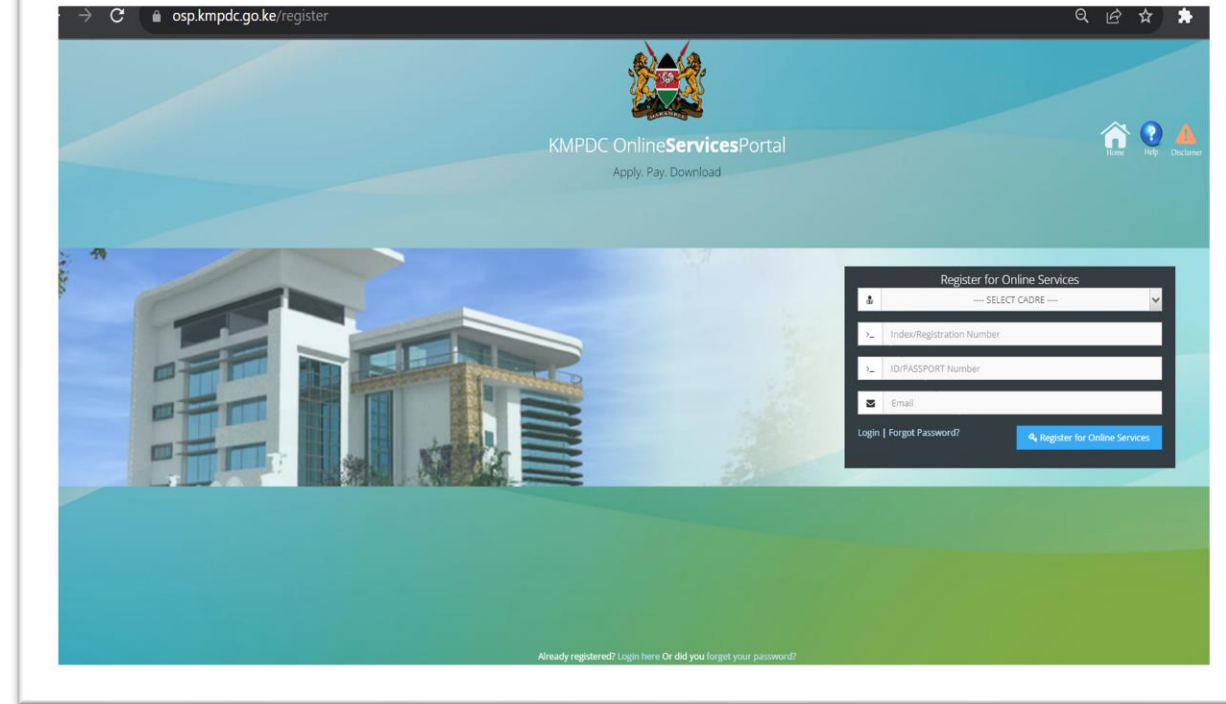 osp.kmpdc.go.ke/register
HARAMBEE
KMPDC OnlineServicesPortal
Apply. Pay. Download
Home Help Disclaimer
Register for Online Services
---- SELECT CADRE ----
Index/Registration Number
ID/PASSPORT Number
Email
Login | Forgot Password?
Register for Online Services
Already registered? Login here Or did you forget your password?